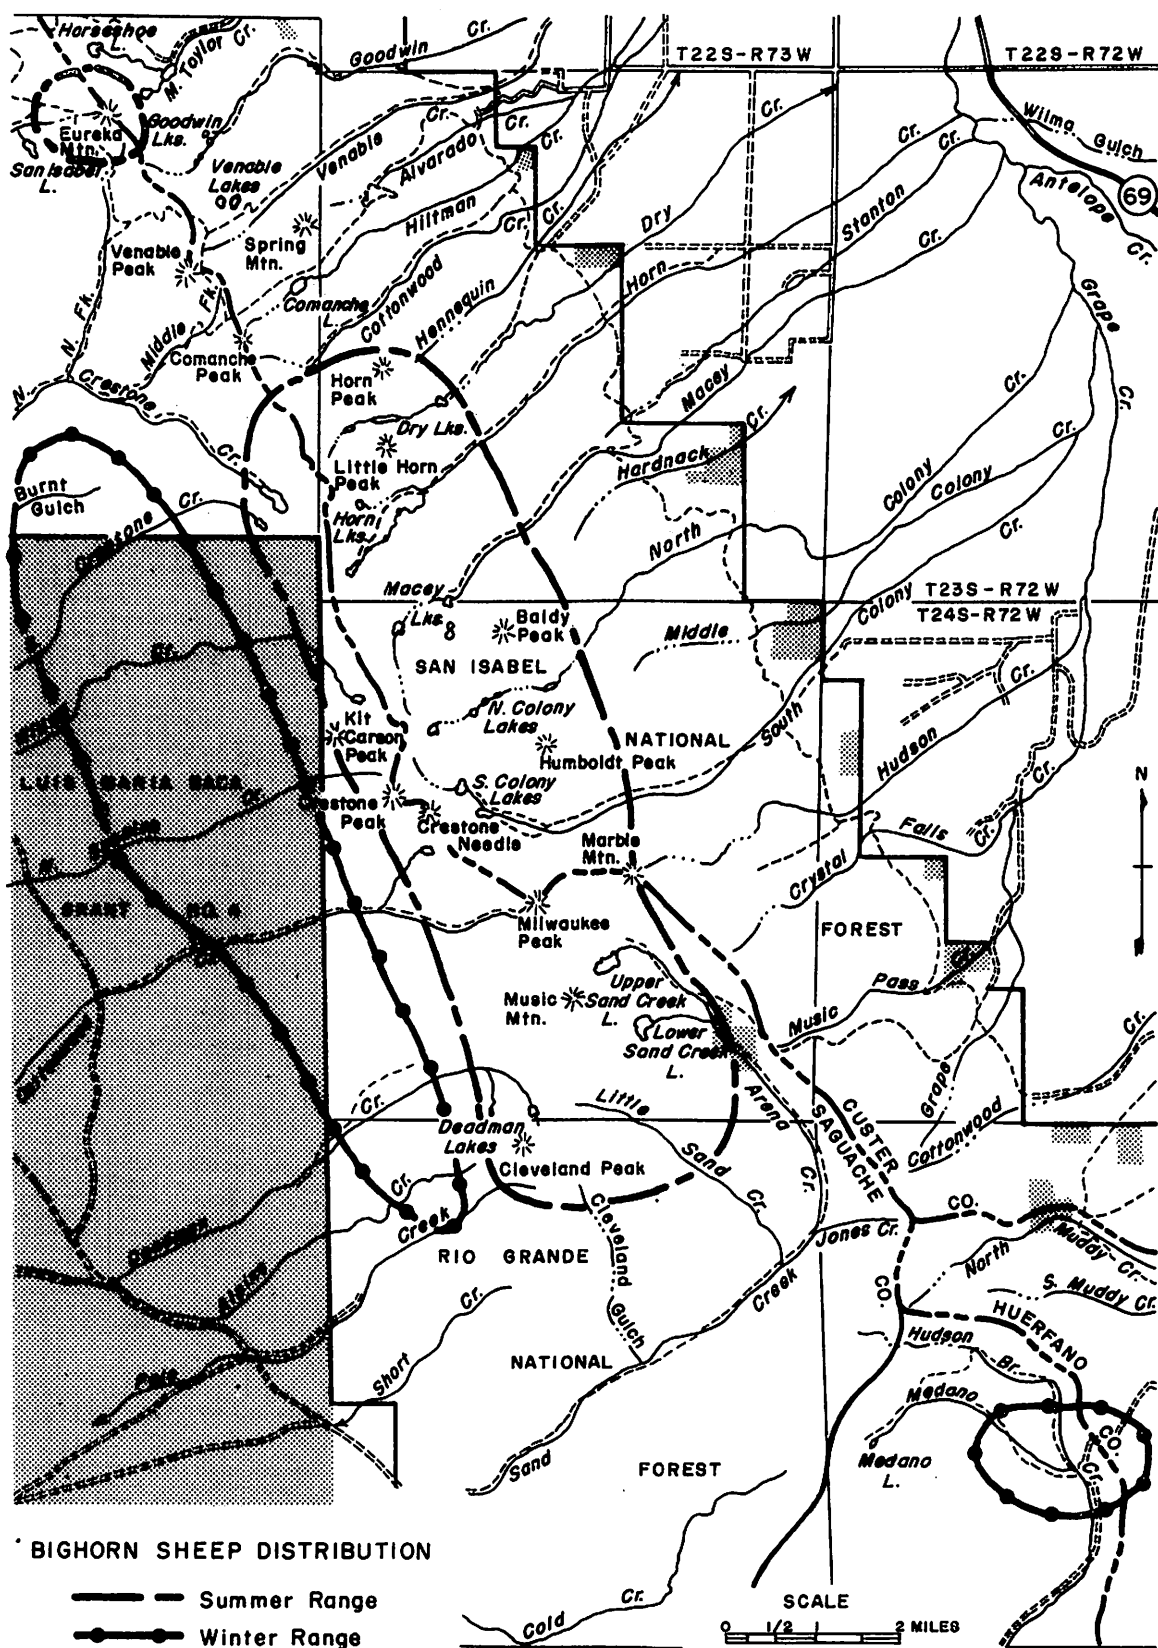 Horseshoe
L.
M. Taylor Cr.
Goodwin Cr.
T22S-R73W
T22S-R72W
Eureka
Mtn.
Goodwin
Lks.
San Isabel
L.
Venable
Lakes
Venable Cr.
Alvarado Cr.
Hiltman Cr.
Dry Cr.
Stanton Cr.
Wilma Gulch
69
Antelope Cr.
Venable
Peak
Spring
Mtn.
Comanche
L.
Cottonwood Cr.
Hennequin Cr.
Horn Cr.
Grape Cr.
N. Fk.
Middle Fk.
Comanche
Peak
N. Crestone Cr.
Horn
Peak
Dry Lks.
Macey Cr.
Little Horn
Peak
Hardnack Cr.
Colony Cr.
Colony Cr.
Burnt
Gulch
Crestone Cr.
Horn
Lks.
North Colony Cr.
Macey
Lks.
Baldy
Peak
Middle
T23S-R72W
T24S-R72W
SAN ISABEL
Cr.
Kit
Carson
Peak
N. Colony
Lakes
Humboldt Peak
NATIONAL
South
Hudson Cr.
N
LUIS MARIA BACA
Crestone
Peak
Crestone
Needle
S. Colony
Lakes
Marble
Mtn.
Crystal
Falls Cr.
Cr.
GRANT NO. 4
Milwaukee
Peak
FOREST
Music
Mtn.
Upper
Sand Creek
L.
Lower
Sand Creek
L.
Music Pass Cr.
Grape
Cottonwood Cr.
Cottonwood
Cr.
Deadman
Lakes
Cleveland Peak
Little Sand Cr.
Arena Cr.
CUSTER CO.
SAGUACHE CO.
Deadman Cr.
Alpine Creek
RIO GRANDE
Cleveland Gulch
Jones Cr.
North Muddy Cr.
S. Muddy Cr.
HUERFANO CO.
Hudson Br.
Pole
Short Cr.
NATIONAL
Sand Creek
Medano Cr.
Medano
L.
FOREST
Cold Cr.
BIGHORN SHEEP DISTRIBUTION
Summer Range
Winter Range
SCALE
0 1/2 1 2 MILES